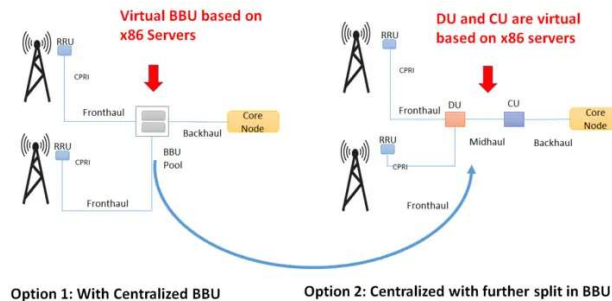 Virtual BBU based on
x86 Servers
RRU
CPRI
Fronthaul
RRU
CPRI
Fronthaul
BBU
Pool
Backhaul
Core
Node
Option 1: With Centralized BBU
DU and CU are virtual
based on x86 servers
RRU
CPRI
Fronthaul
RRU
CPRI
Fronthaul
DU
Midhaul
CU
Backhaul
Core
Node
Option 2: Centralized with further split in BBU